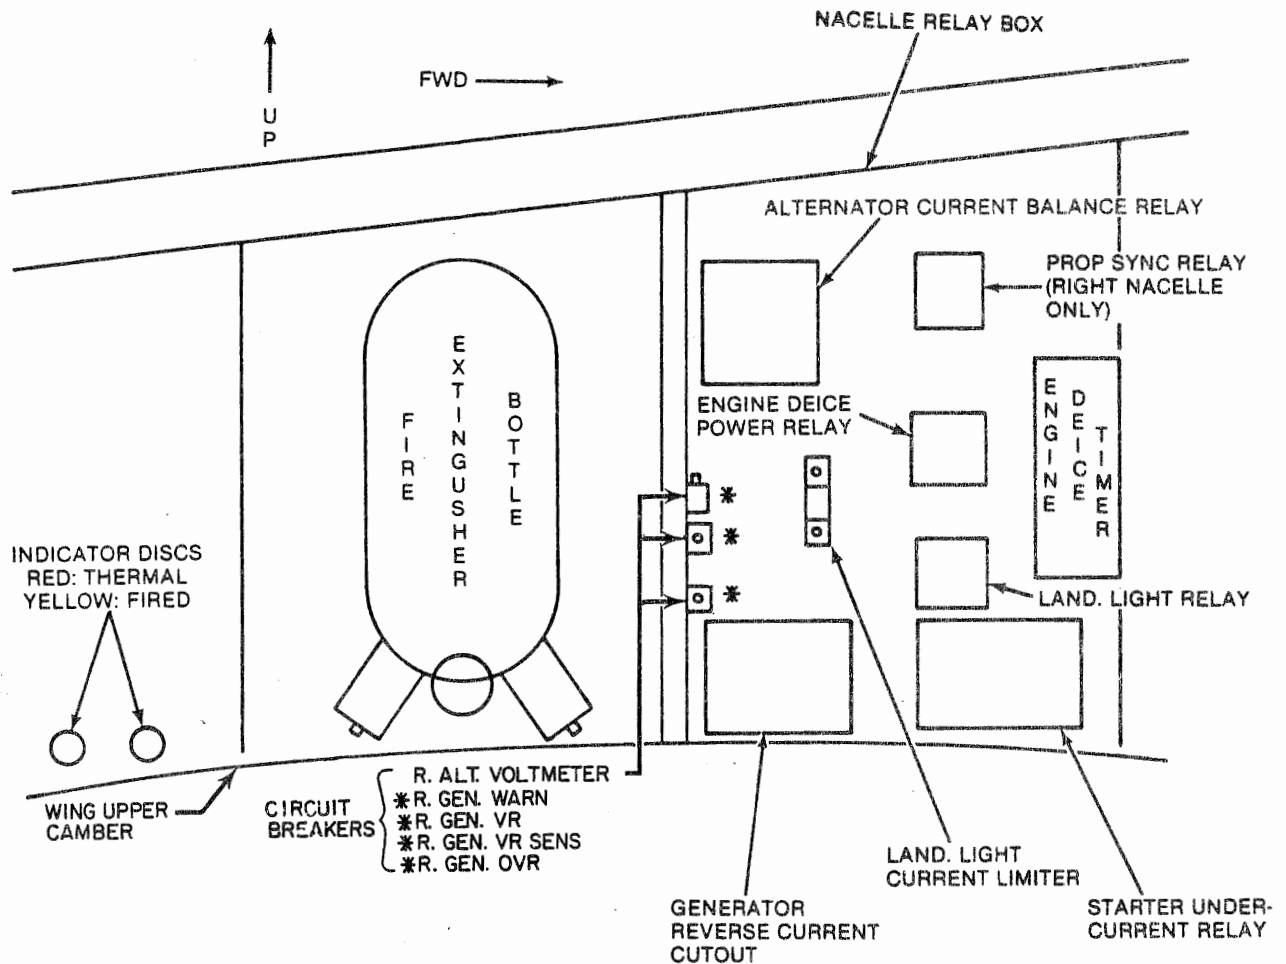 NACELLE RELAY BOX
FWD
UP
ALTERNATOR CURRENT BALANCE RELAY
PROP SYNC RELAY
(RIGHT NACELLE
ONLY)
FIRE
EXTINGUSHER
BOTTLE
ENGINE DEICE
POWER RELAY
ENGINE
DEICE
TIMER
*
*
*
INDICATOR DISCS
RED: THERMAL
YELLOW: FIRED
LAND. LIGHT RELAY
WING UPPER
CAMBER
CIRCUIT
BREAKERS
R. ALT. VOLTMETER
*R. GEN. WARN
*R. GEN. VR
*R. GEN. VR SENS
*R. GEN. OVR
LAND. LIGHT
CURRENT LIMITER
GENERATOR
REVERSE CURRENT
CUTOUT
STARTER UNDER-
CURRENT RELAY